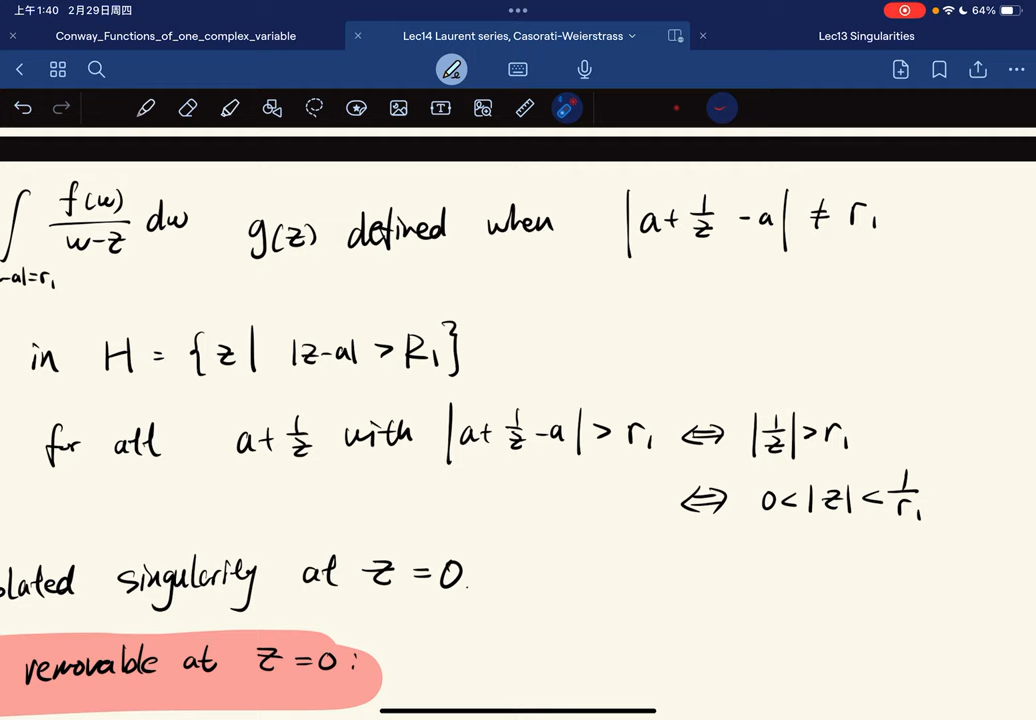 上午1:40 2月29日周四
64%
Conway_Functions_of_one_complex_variable
Lec14 Laurent series, Casorati-Weierstrass
Lec13 Singularities
∫ f(w)/(w-z) dw g(z) defined when |a+1/z -a| ≠ r₁
-a|=r₁
in H = {z| |z-a| > R₁}
for all a+1/z with |a+1/z-a| > r₁ ⇔ |1/z|>r₁
⇔ 0<|z|<1/r₁
olated singularity at z=0.
removable at z=0: